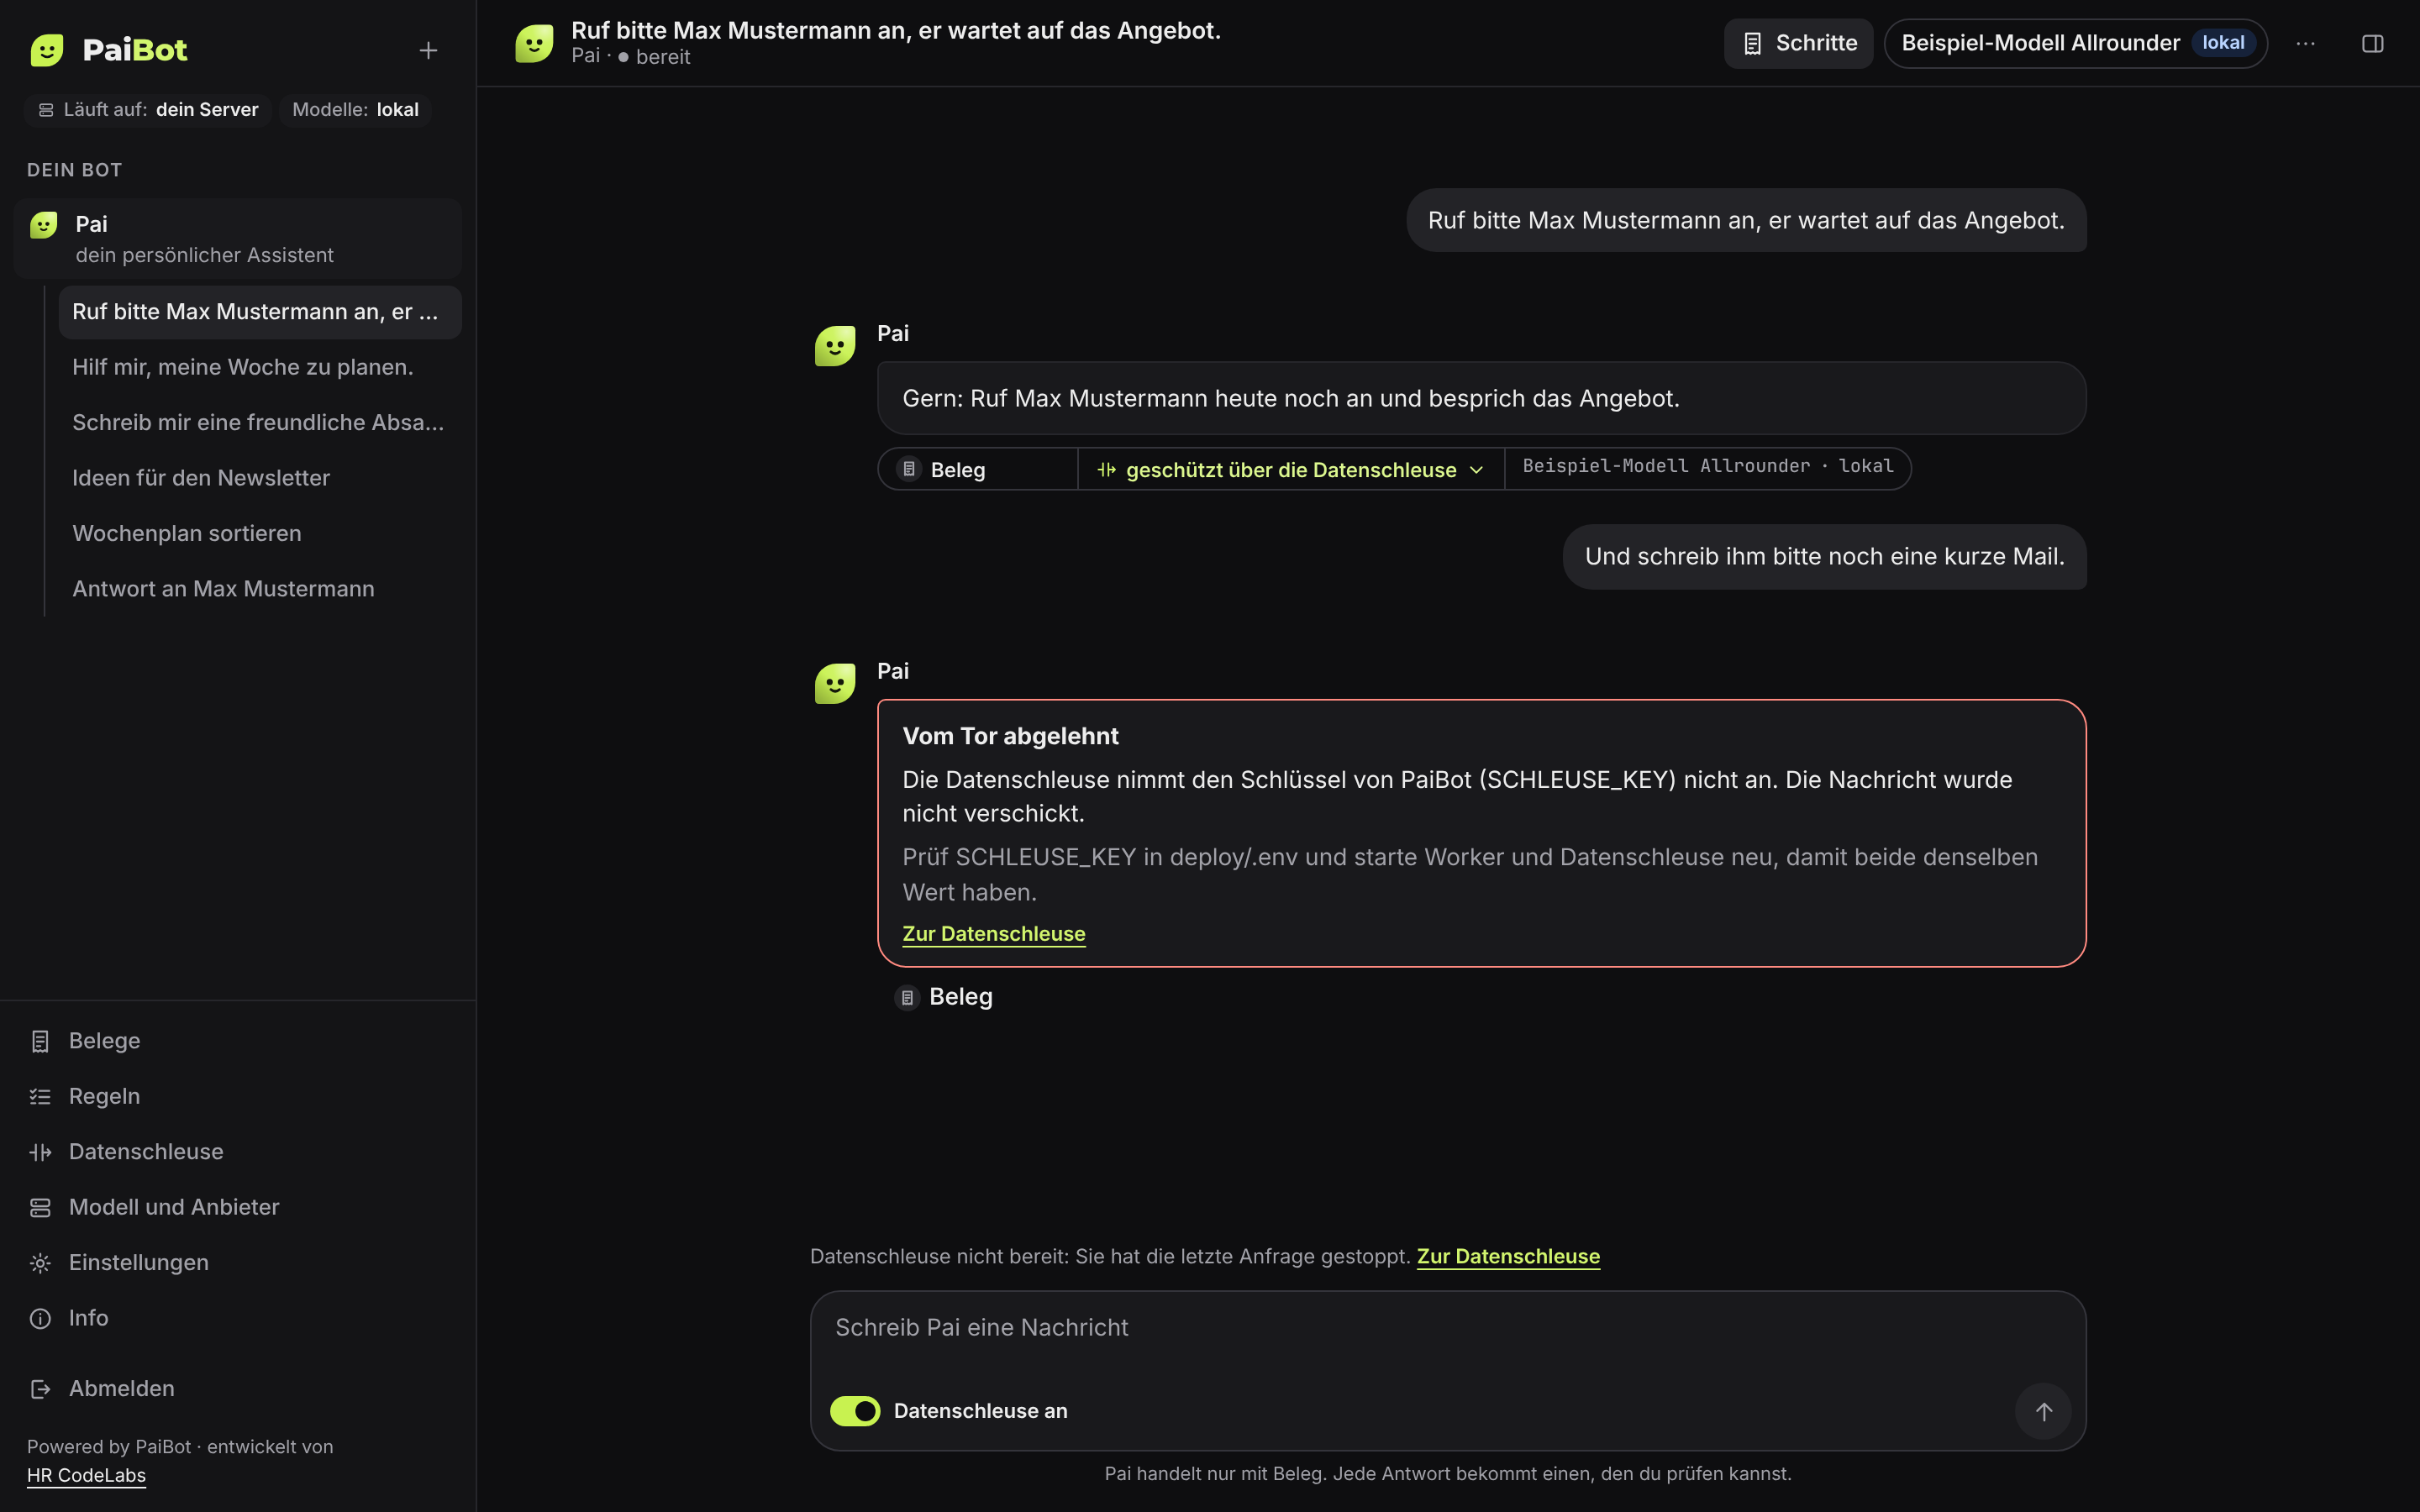 PaiBot
Läuft auf: dein Server
Modelle: lokal
DEIN BOT
Pai
dein persönlicher Assistent
Ruf bitte Max Mustermann an, er ...
Hilf mir, meine Woche zu planen.
Schreib mir eine freundliche Absa...
Ideen für den Newsletter
Wochenplan sortieren
Antwort an Max Mustermann
Belege
Regeln
Datenschleuse
Modell und Anbieter
Einstellungen
Info
Abmelden
Powered by PaiBot · entwickelt von
HR CodeLabs
Ruf bitte Max Mustermann an, er wartet auf das Angebot.
Pai · bereit
Schritte
Beispiel-Modell Allrounder lokal
Ruf bitte Max Mustermann an, er wartet auf das Angebot.
Pai
Gern: Ruf Max Mustermann heute noch an und besprich das Angebot.
Beleg
geschützt über die Datenschleuse
Beispiel-Modell Allrounder · lokal
Und schreib ihm bitte noch eine kurze Mail.
Pai
Vom Tor abgelehnt
Die Datenschleuse nimmt den Schlüssel von PaiBot (SCHLEUSE_KEY) nicht an. Die Nachricht wurde
nicht verschickt.
Prüf SCHLEUSE_KEY in deploy/.env und starte Worker und Datenschleuse neu, damit beide denselben
Wert haben.
Zur Datenschleuse
Beleg
Datenschleuse nicht bereit: Sie hat die letzte Anfrage gestoppt. Zur Datenschleuse
Schreib Pai eine Nachricht
Datenschleuse an
Pai handelt nur mit Beleg. Jede Antwort bekommt einen, den du prüfen kannst.